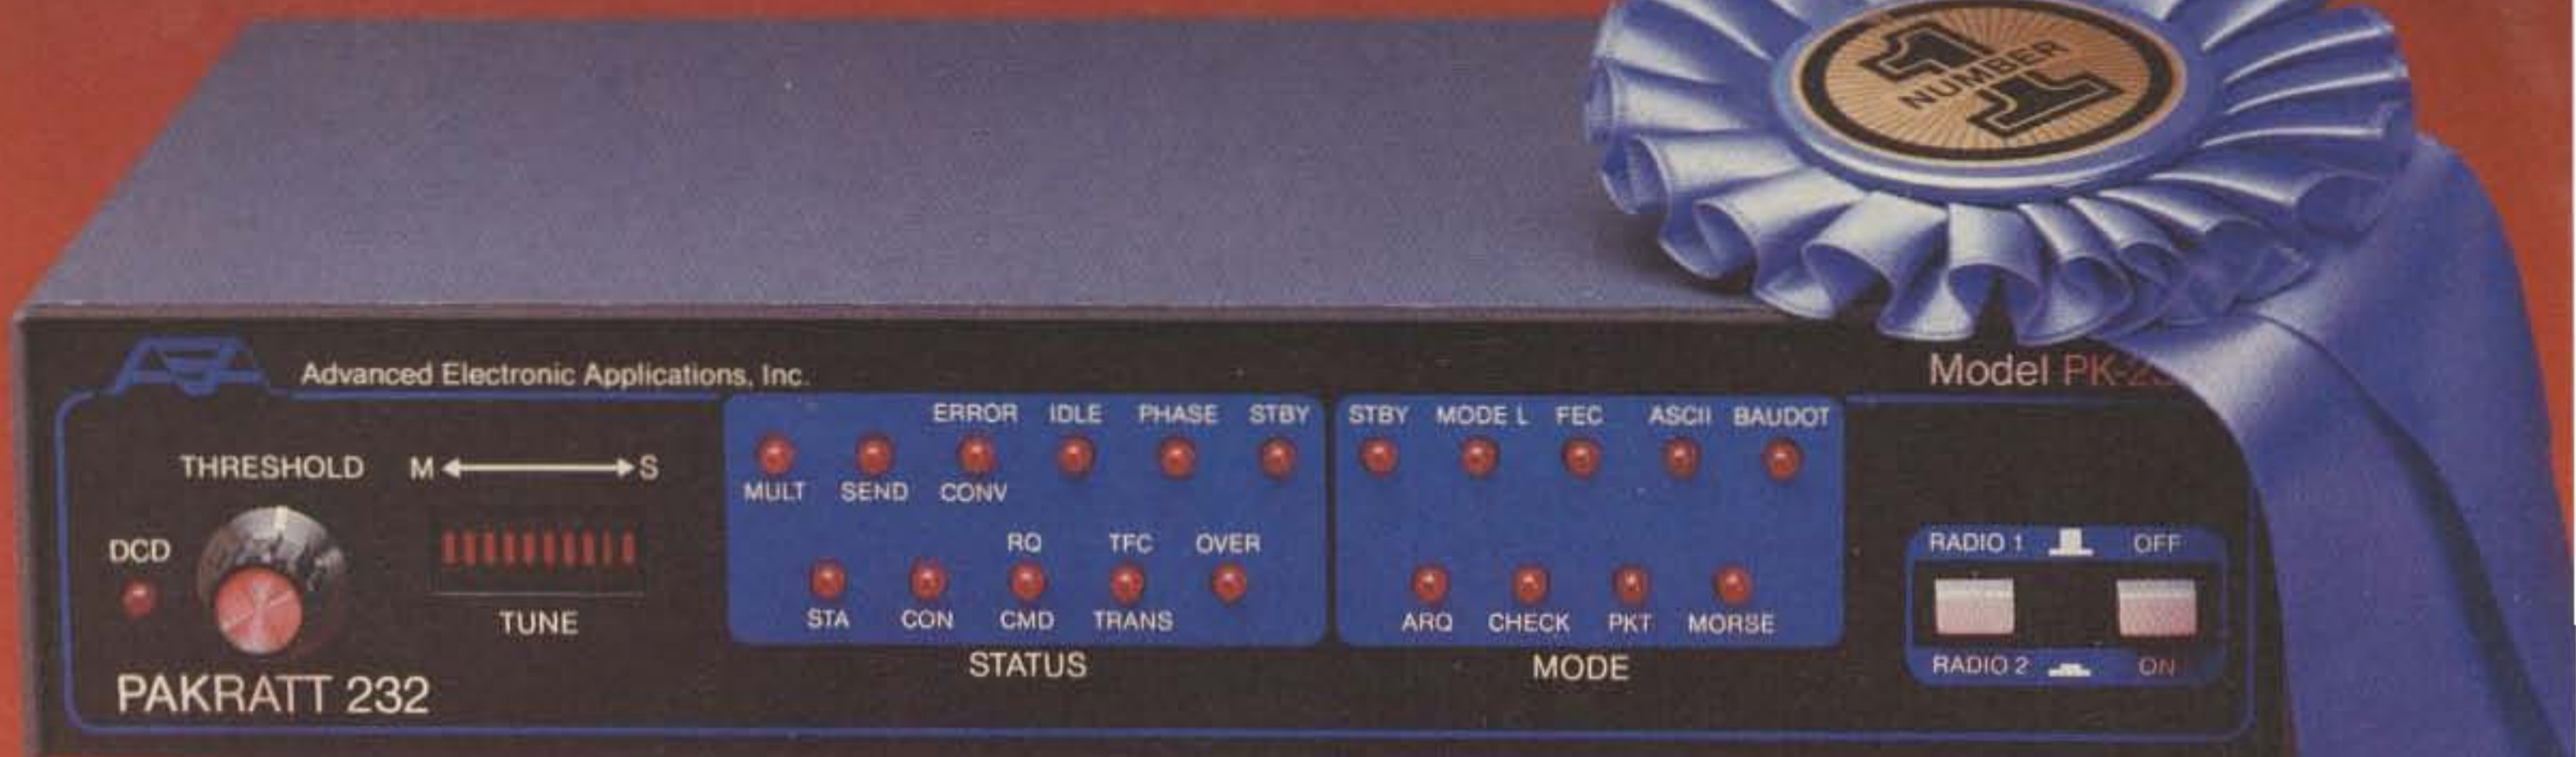 1
NUMBER
1
AEA
Advanced Electronic Applications, Inc.
Model PK-23
ERROR IDLE PHASE STBY
STBY MODE L FEC ASCII BAUDOT
THRESHOLD M S
MULT SEND CONV
DCD
RQ TFC OVER
RADIO 1 OFF
STA CON CMD TRANS
ARQ CHECK PKT MORSE
TUNE
STATUS
MODE
RADIO 2 ON
PAKRATT 232